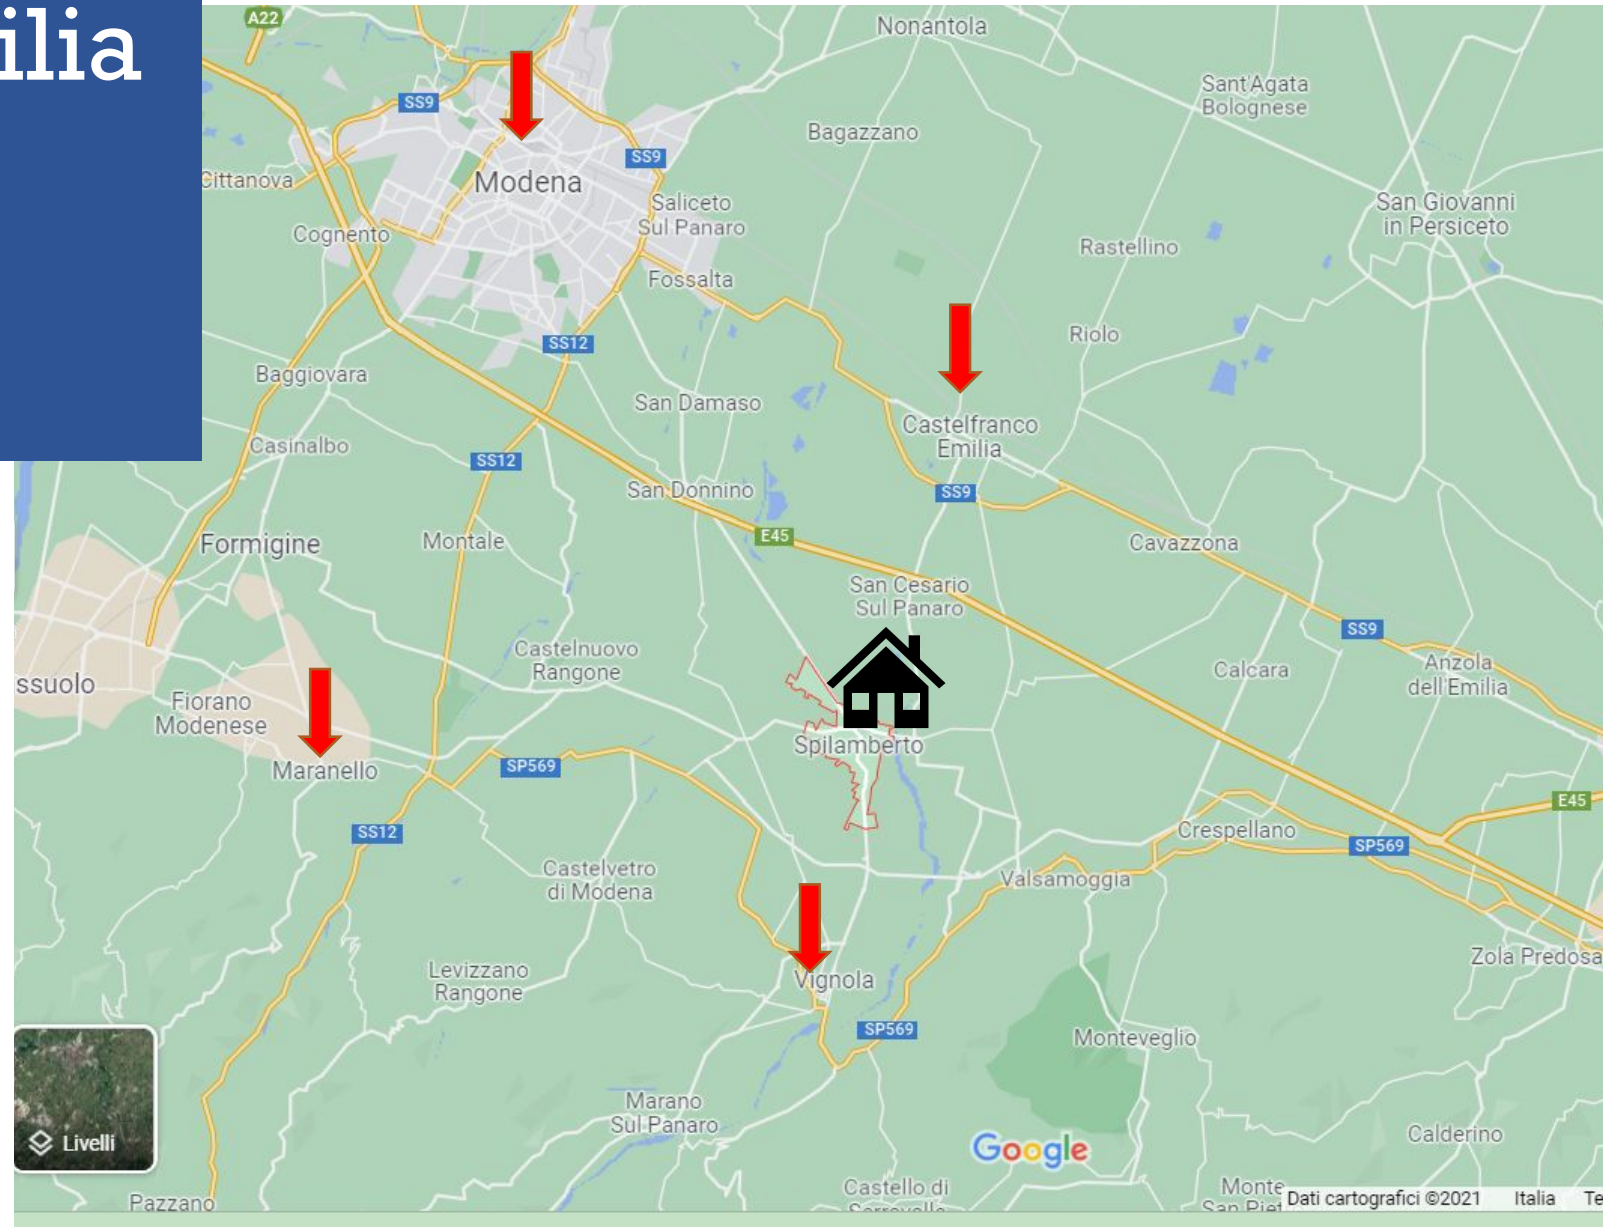 ilia
A22
Nonantola
Sant'Agata
Bolognese
SS9
Bagazzano
SS9
Cittanova
Modena
Saliceto
Sul Panaro
San Giovanni
in Persiceto
Cognento
Rastellino
Fossalta
Riolo
SS12
Baggiovara
San Damaso
Castelfranco
Emilia
Casinalbo
SS12
San Donnino
SS9
E45
Formigine
Montale
Cavazzona
San Cesario
Sul Panaro
SS9
Castelnuovo
Rangone
Calcara
Anzola
dell'Emilia
ssuolo
Fiorano
Modenese
Spilamberto
Maranello
SP569
E45
SS12
Crespellano
SP569
Castelvetro
di Modena
Valsamoggia
Levizzano
Rangone
Vignola
Zola Predosa
SP569
Monteveglio
Marano
Sul Panaro
Livelli
Google
Calderino
Pazzano
Castello di
Serravalle
Monte
San Piet
Dati cartografici ©2021 Italia Te